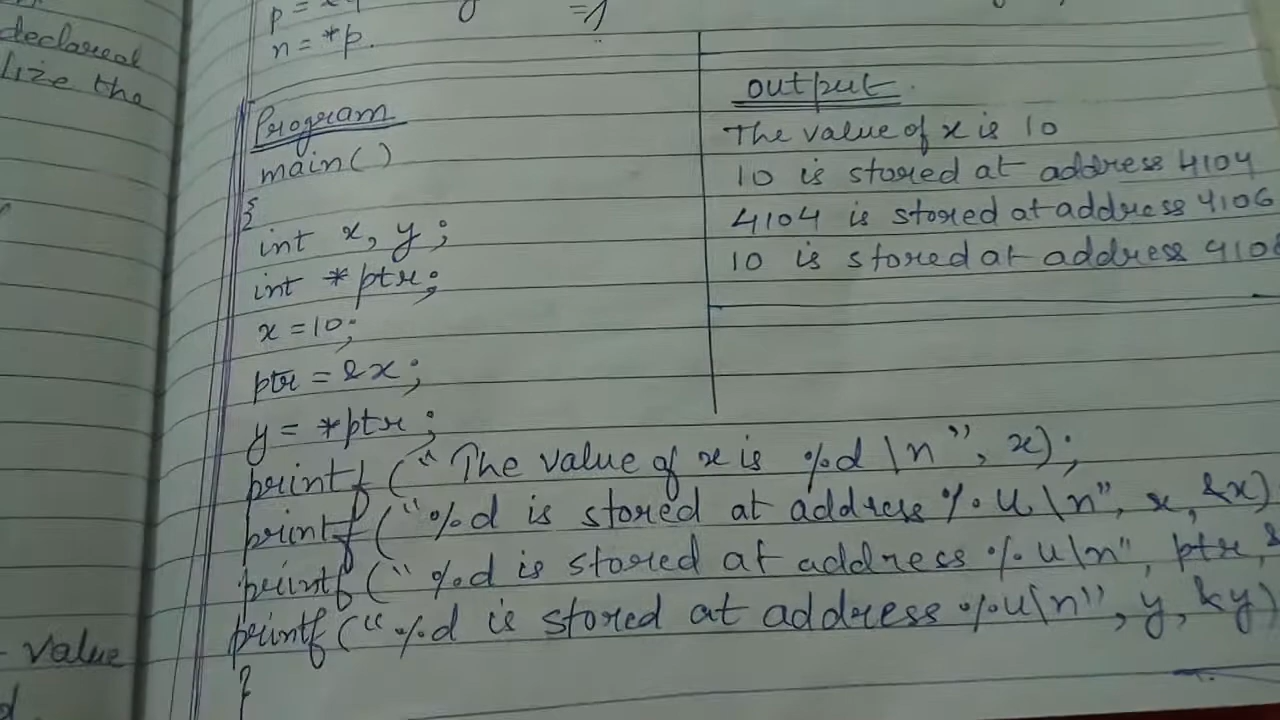 declared
lize the
n = *p.
=1
Program
main()
{
int x, y;
int *ptr;
x = 10;
ptr = &x;
y = *ptr;
printf ("The value of x is %d \n", x);
printf ("%d is stored at address %u \n", x, &x)
printf ("%d is stored at address %u\n", ptr, &
printf ("%d is stored at address %u\n", y, &y)
}
output
The value of x is 10
10 is stored at address 4104
4104 is stored at address 4106
10 is stored at address 4108
value